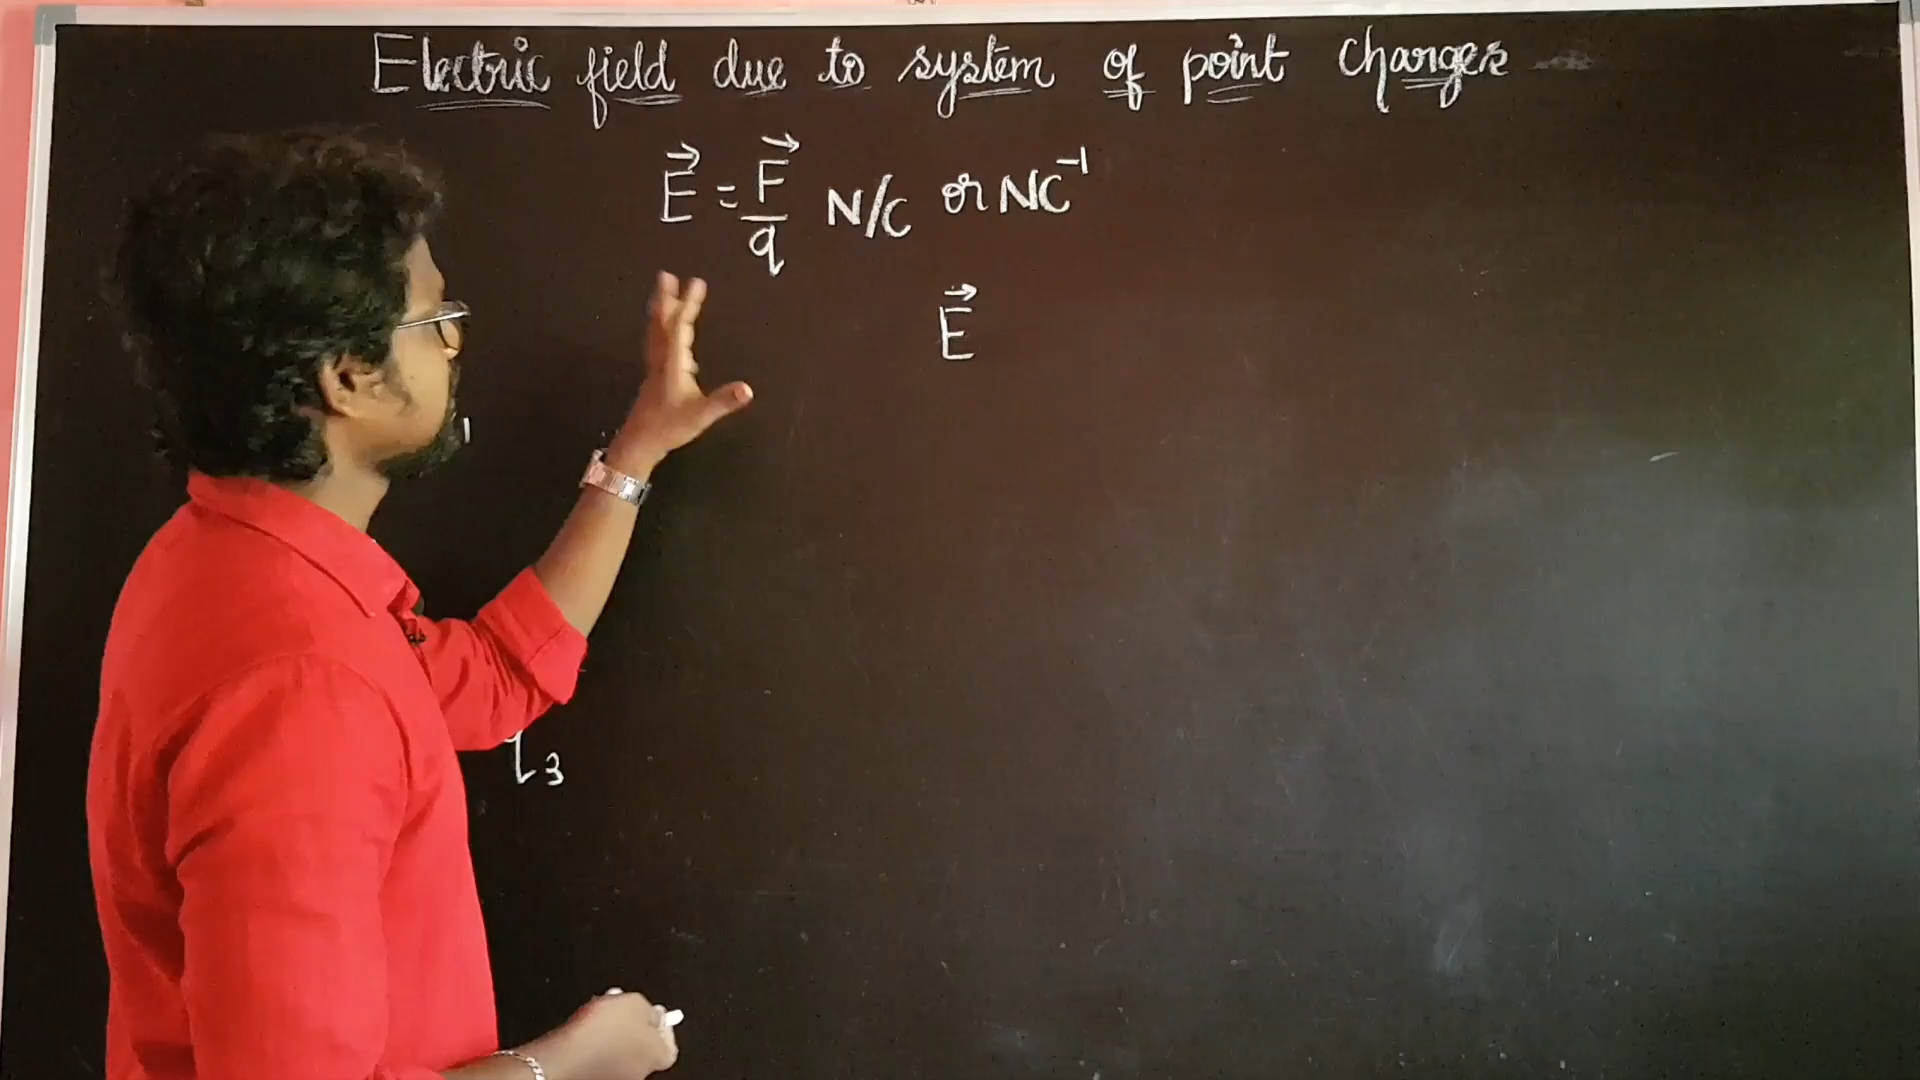 Electric field due to system of point charges
E⃗ = F⃗/q N/C or NC⁻¹
E⃗
q₃